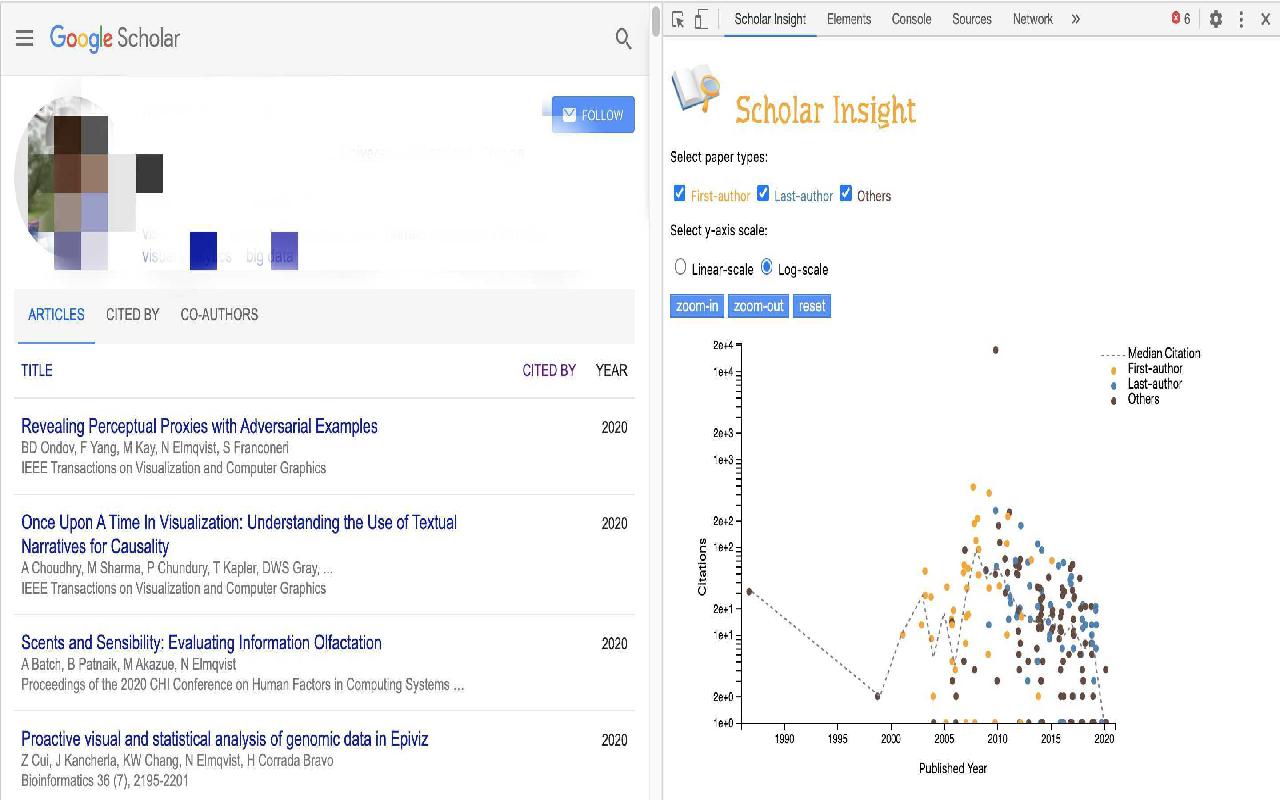 Google Scholar
FOLLOW
big data
ARTICLES CITED BY CO-AUTHORS
TITLE CITED BY YEAR
Revealing Perceptual Proxies with Adversarial Examples 2020
BD Ondov, F Yang, M Kay, N Elmqvist, S Franconeri
IEEE Transactions on Visualization and Computer Graphics
Once Upon A Time In Visualization: Understanding the Use of Textual 2020
Narratives for Causality
A Choudhry, M Sharma, P Chundury, T Kapler, DWS Gray, ...
IEEE Transactions on Visualization and Computer Graphics
Scents and Sensibility: Evaluating Information Olfactation 2020
A Batch, B Patnaik, M Akazue, N Elmqvist
Proceedings of the 2020 CHI Conference on Human Factors in Computing Systems ...
Proactive visual and statistical analysis of genomic data in Epiviz 2020
Z Cui, J Kancherla, KW Chang, N Elmqvist, H Corrada Bravo
Bioinformatics 36 (7), 2195-2201
Scholar Insight Elements Console Sources Network » 6
Scholar Insight
Select paper types:
First-author Last-author Others
Select y-axis scale:
Linear-scale Log-scale
zoom-in zoom-out reset
Median Citation
First-author
Last-author
Others
2e+4
1e+4
2e+3
1e+3
2e+2
1e+2
2e+1
1e+1
2e+0
1e+0
Citations
1990 1995 2000 2005 2010 2015 2020
Published Year